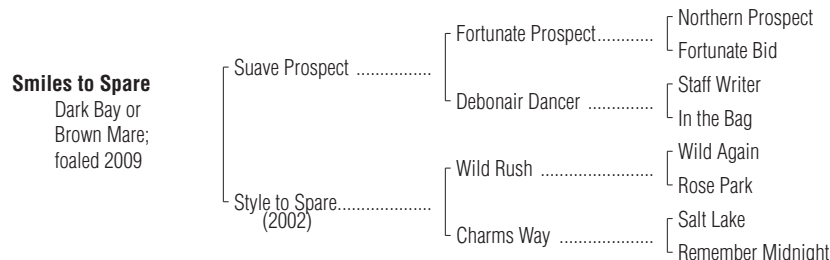 Northern Prospect
Fortunate Prospect.............
Fortunate Bid
Suave Prospect ..................
Smiles to Spare
Staff Writer
Dark Bay or
Debonair Dancer ...............
In the Bag
Brown Mare;
foaled 2009
Wild Again
Wild Rush .........................
Rose Park
Style to Spare......................
(2002)
Salt Lake
Charms Way .....................
Remember Midnight